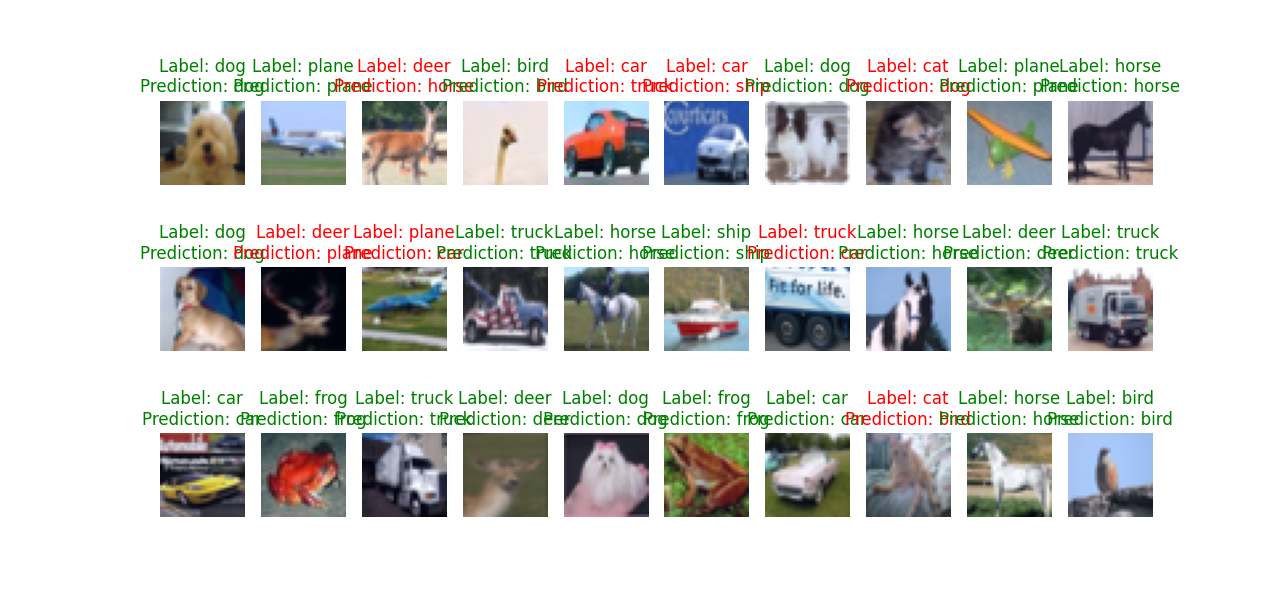 Label: dog Label: plane Label: deer Label: bird Label: car Label: car Label: dog Label: cat Label: plane Label: horse
Prediction: dog Prediction: plane Prediction: horse Prediction: bird Prediction: truck Prediction: ship Prediction: dog Prediction: dog Prediction: plane Prediction: horse
courticars
Label: dog Label: deer Label: plane Label: truck Label: horse Label: ship Label: truck Label: horse Label: deer Label: truck
Prediction: dog Prediction: plane Prediction: car Prediction: truck Prediction: horse Prediction: ship Prediction: car Prediction: horse Prediction: deer Prediction: truck
Fit for life.
Label: car Label: frog Label: truck Label: deer Label: dog Label: frog Label: car Label: cat Label: horse Label: bird
Prediction: car Prediction: frog Prediction: truck Prediction: deer Prediction: dog Prediction: frog Prediction: car Prediction: bird Prediction: horse Prediction: bird